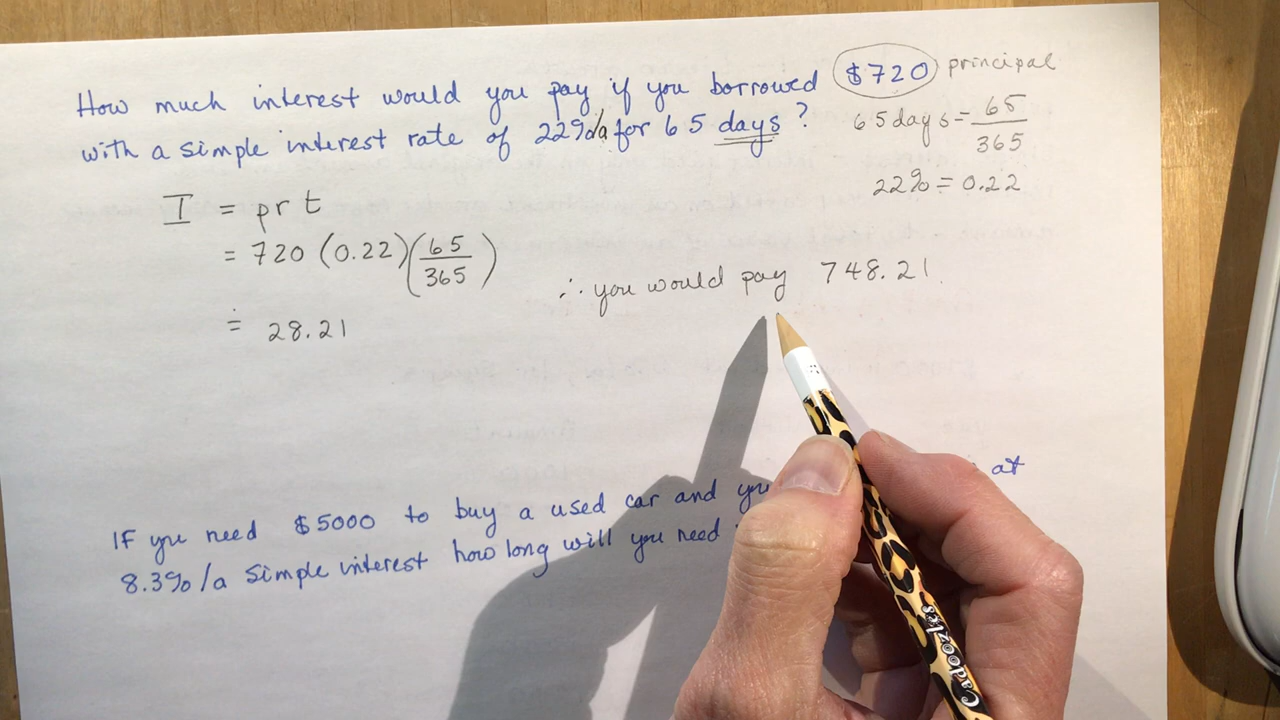 How much interest would you pay if you borrowed $720 principal
with a simple interest rate of 22%/a for 65 days?
65 days = 65/365
22% = 0.22
I = prt
= 720 (0.22)(65/365)
≐ 28.21
∴ you would pay 748.21.
If you need $5000 to buy a used car and at
8.3%/a simple interest how long will you need
Cadoozles